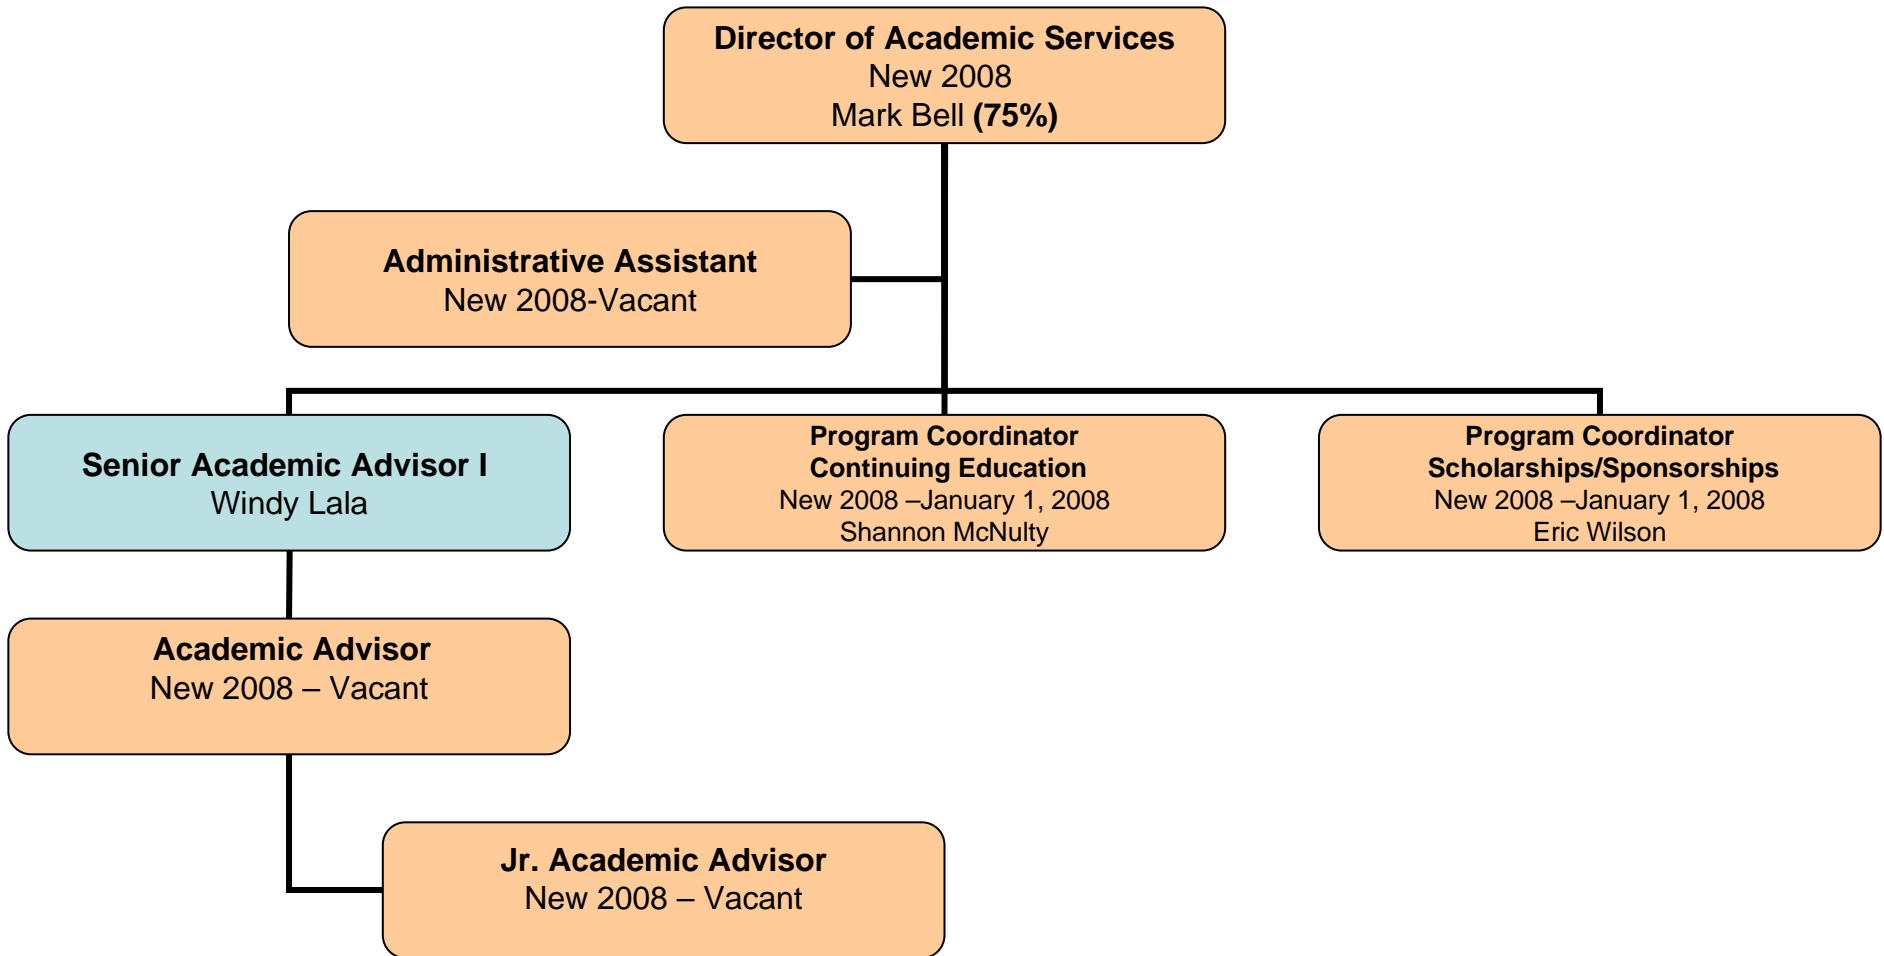 Director of Academic Services
New 2008
Mark Bell (75%)
Administrative Assistant
New 2008-Vacant
Senior Academic Advisor I
Windy Lala
Program Coordinator
Continuing Education
New 2008 –January 1, 2008
Shannon McNulty
Program Coordinator
Scholarships/Sponsorships
New 2008 –January 1, 2008
Eric Wilson
Academic Advisor
New 2008 – Vacant
Jr. Academic Advisor
New 2008 – Vacant